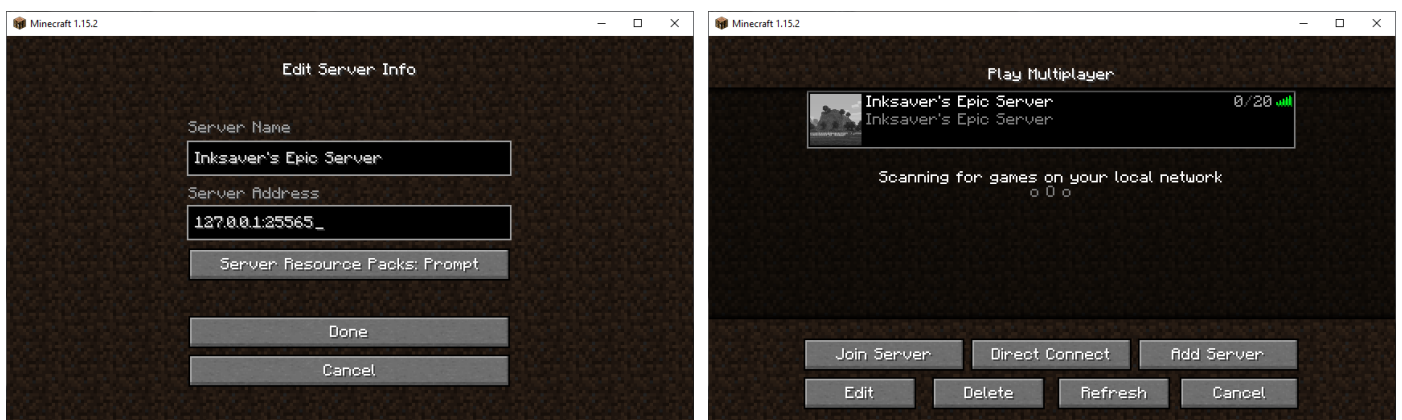 Minecraft 1.15.2
Edit Server Info
Server Name
Inksaver's Epic Server
Server Address
127.0.0.1:25565_
Server Resource Packs: Prompt
Done
Cancel
Minecraft 1.15.2
Play Multiplayer
Inksaver's Epic Server 0/20
Inksaver's Epic Server
Scanning for games on your local network
o O o
Join Server Direct Connect Add Server
Edit Delete Refresh Cancel